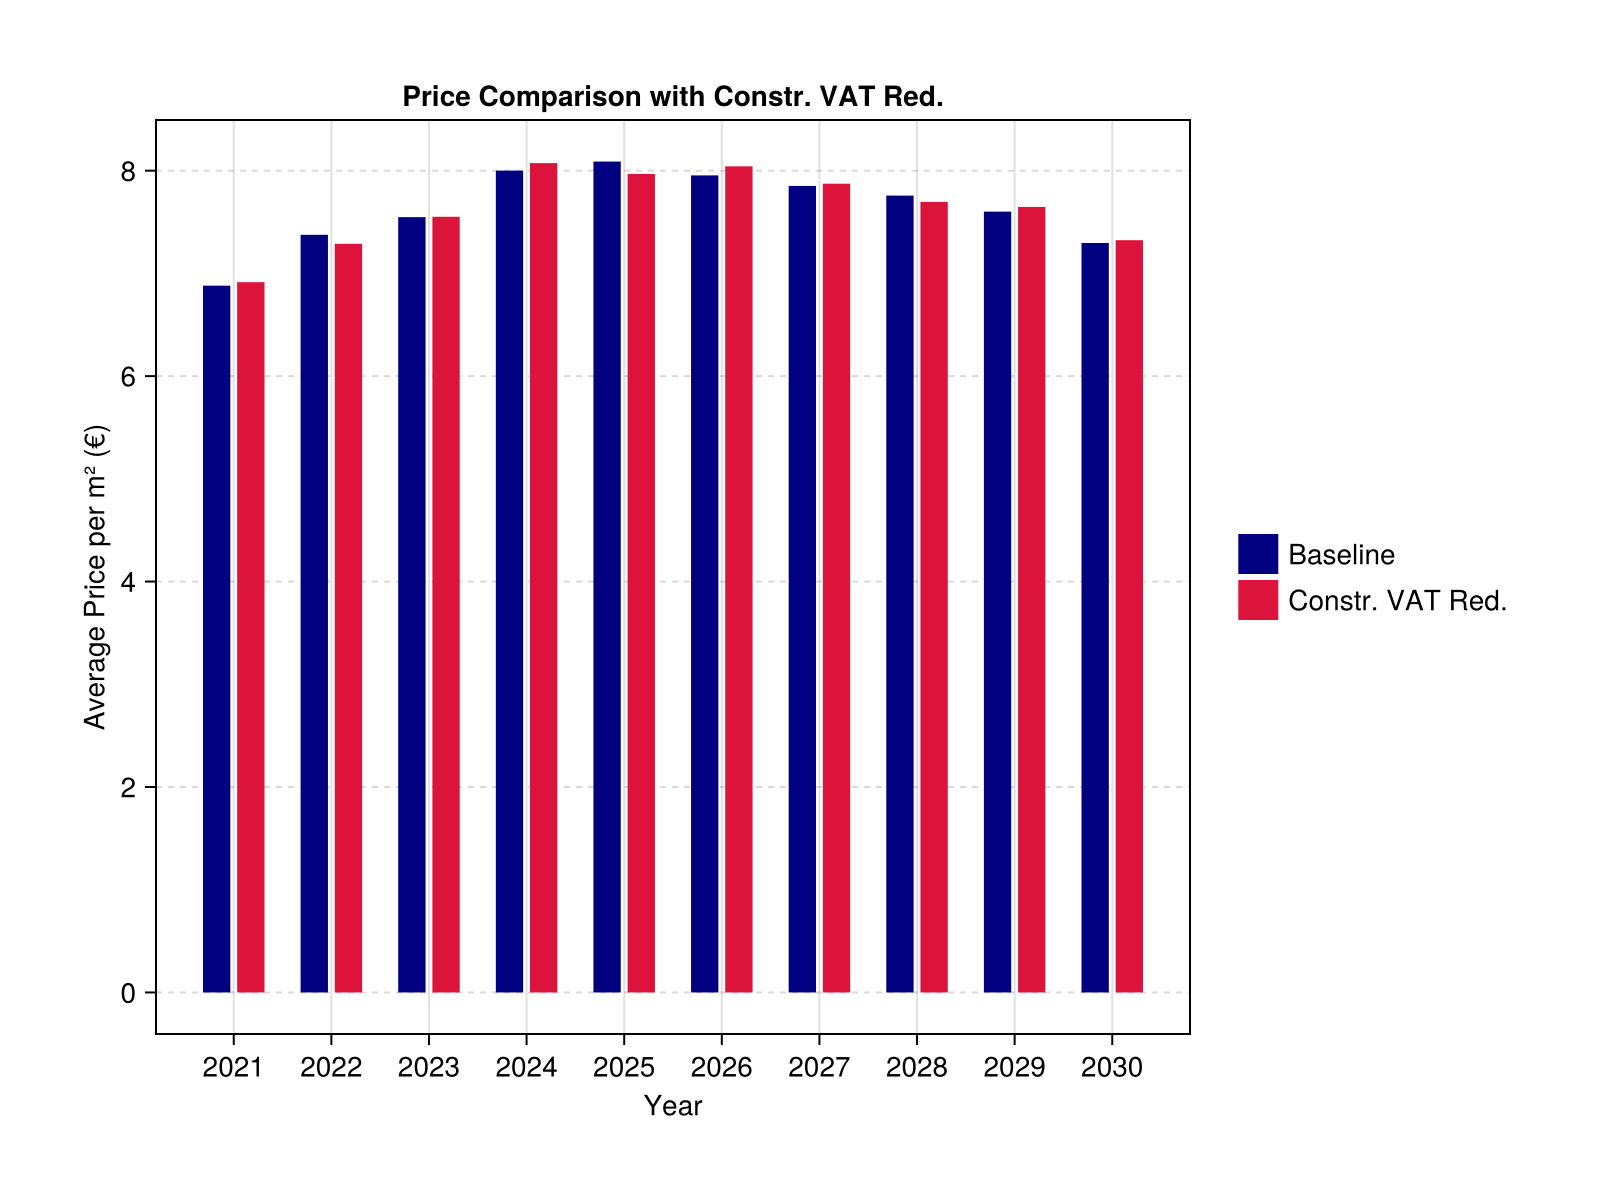 Price Comparison with Constr. VAT Red.
Average Price per m² (€)
8
6
4
2
0
2021 2022 2023 2024 2025 2026 2027 2028 2029 2030
Year
Baseline
Constr. VAT Red.